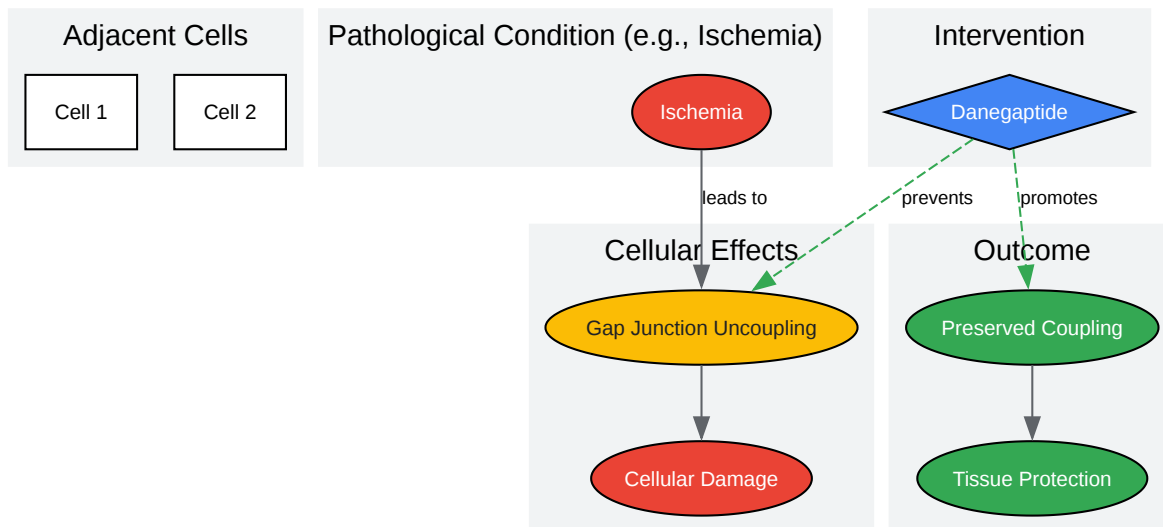 Adjacent Cells
Pathological Condition (e.g., Ischemia)
Intervention
Cell 1
Cell 2
Ischemia
Danegaptide
leads to
prevents
promotes
Cellular Effects
Outcome
Gap Junction Uncoupling
Preserved Coupling
Cellular Damage
Tissue Protection